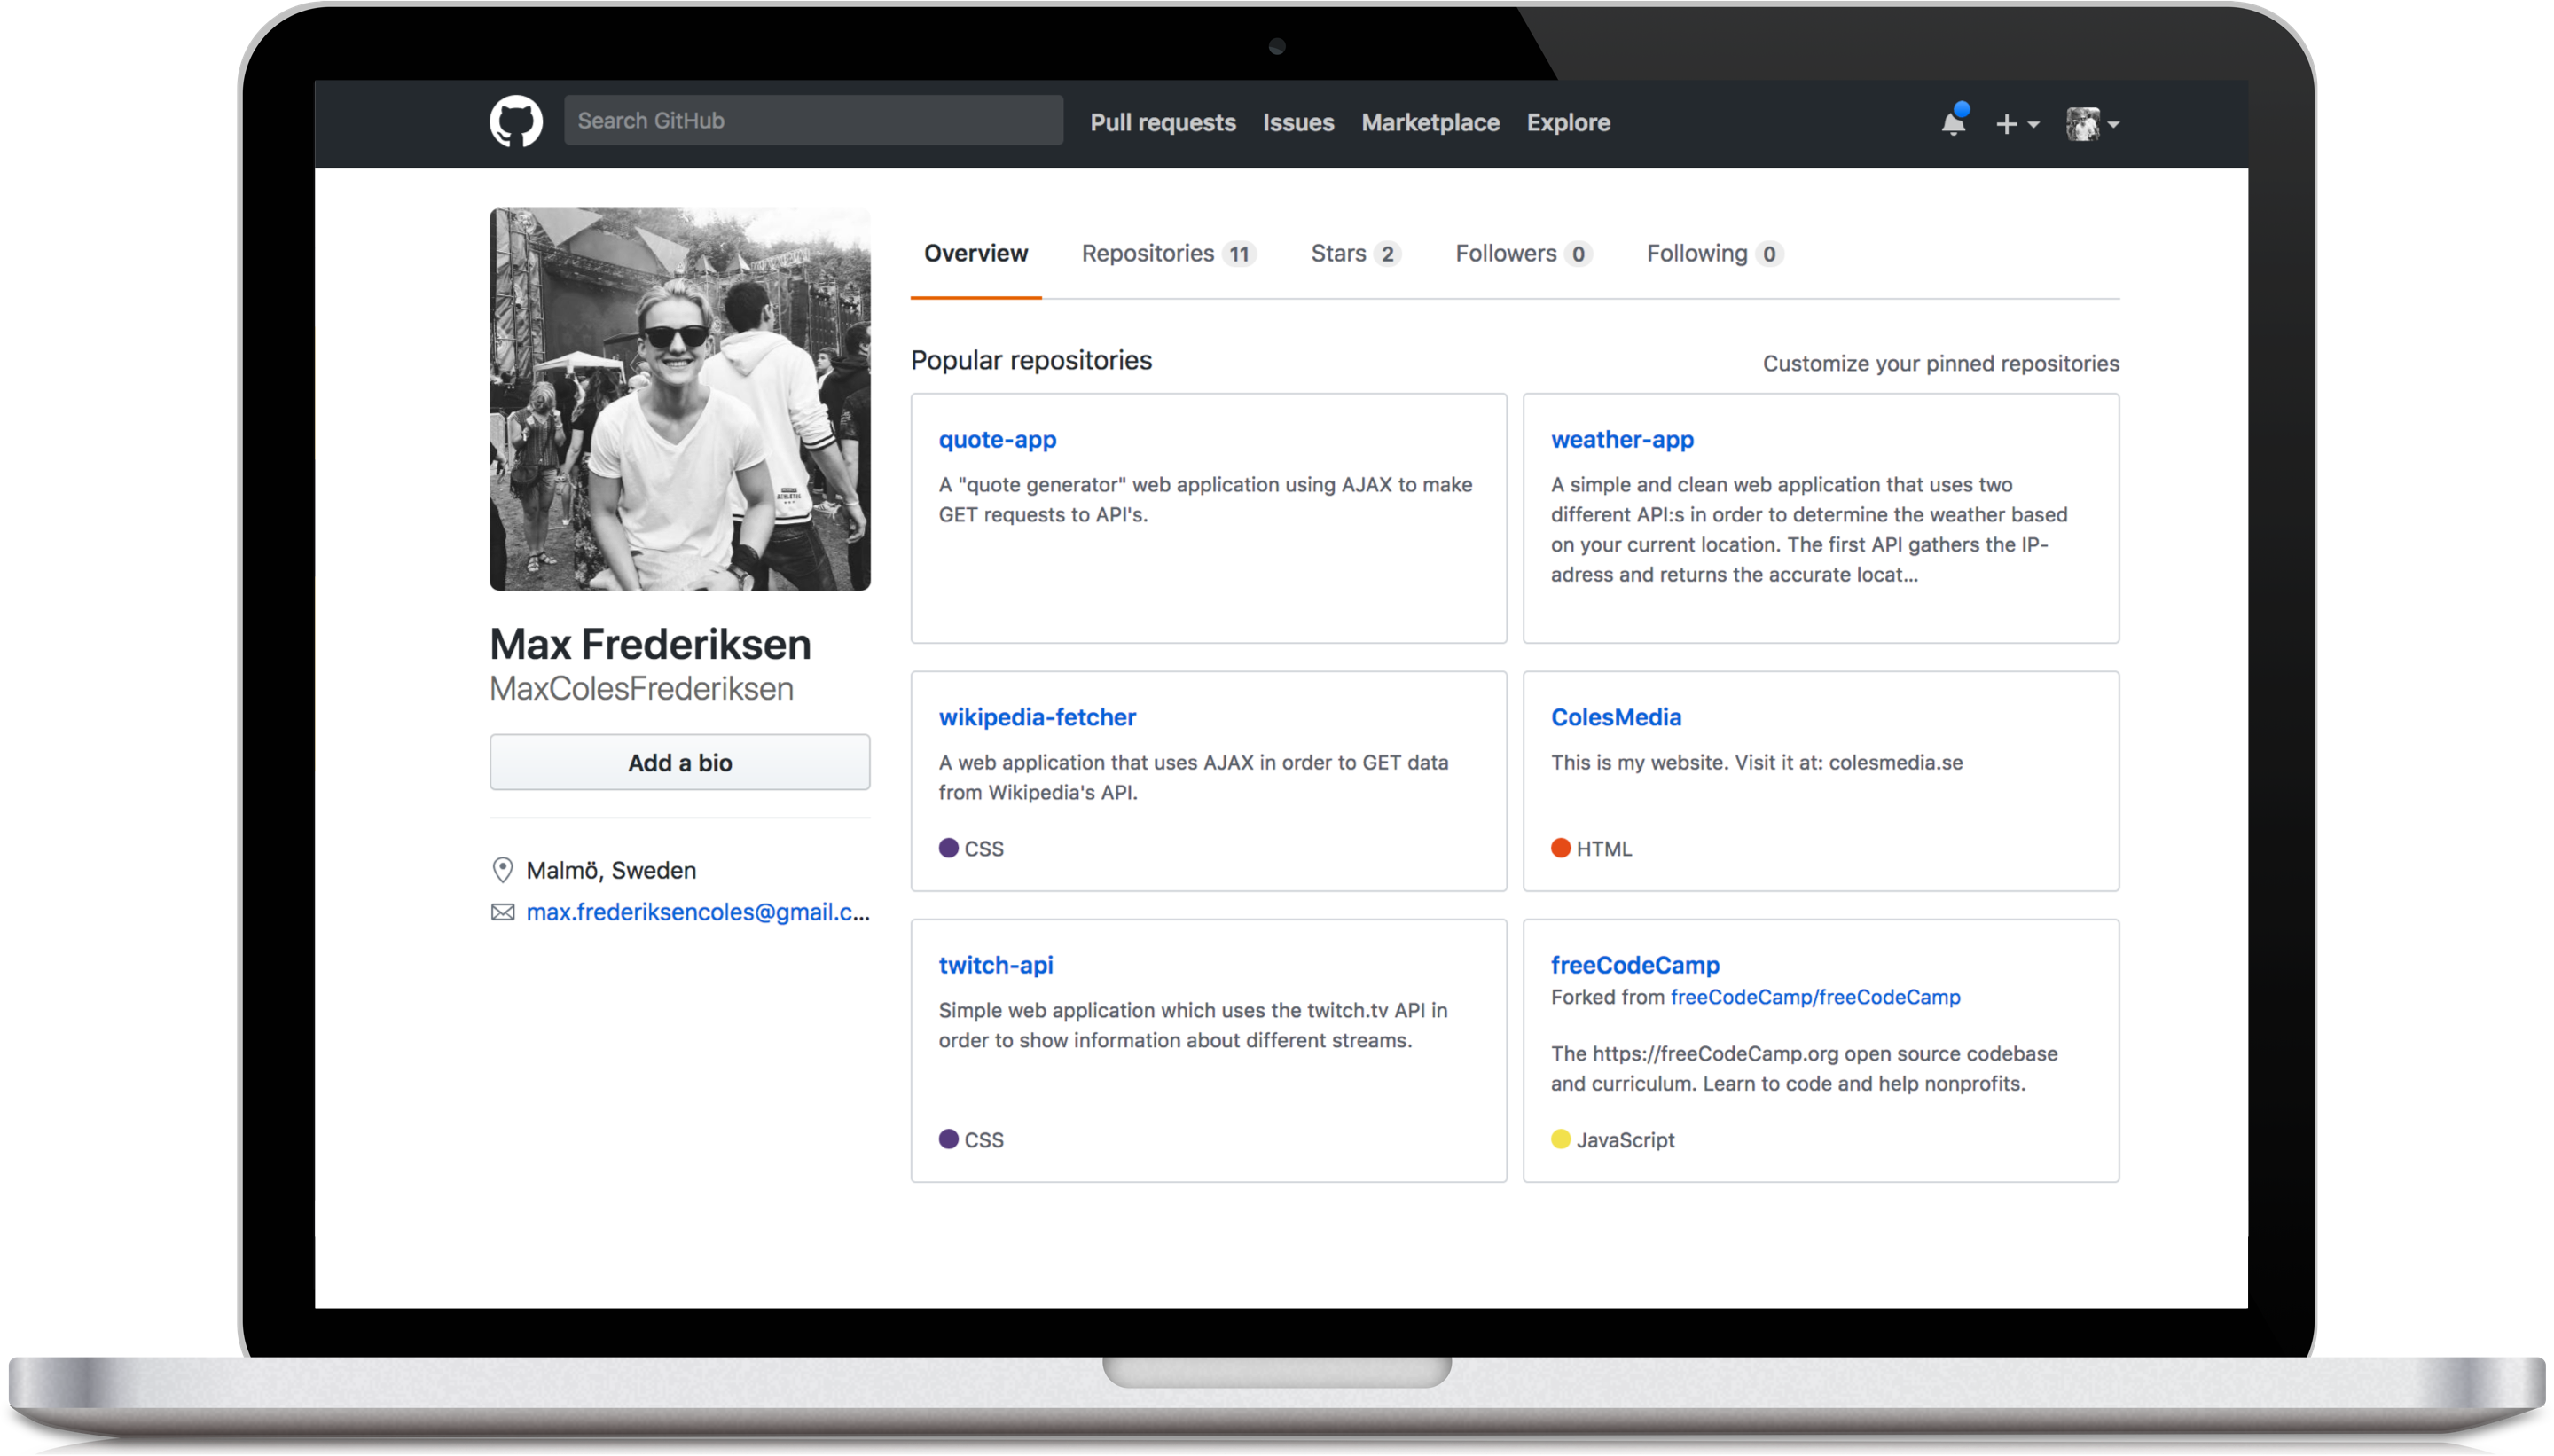 Search GitHub
Pull requests Issues Marketplace Explore
Overview Repositories 11 Stars 2 Followers 0 Following 0
Max Frederiksen
MaxColesFrederiksen
Add a bio
Malmö, Sweden
max.frederiksencoles@gmail.c...
Popular repositories
Customize your pinned repositories
quote-app
A "quote generator" web application using AJAX to make
GET requests to API's.
weather-app
A simple and clean web application that uses two
different API:s in order to determine the weather based
on your current location. The first API gathers the IP-
adress and returns the accurate locat...
wikipedia-fetcher
A web application that uses AJAX in order to GET data
from Wikipedia's API.
CSS
ColesMedia
This is my website. Visit it at: colesmedia.se
HTML
twitch-api
Simple web application which uses the twitch.tv API in
order to show information about different streams.
CSS
freeCodeCamp
Forked from freeCodeCamp/freeCodeCamp
The https://freeCodeCamp.org open source codebase
and curriculum. Learn to code and help nonprofits.
JavaScript